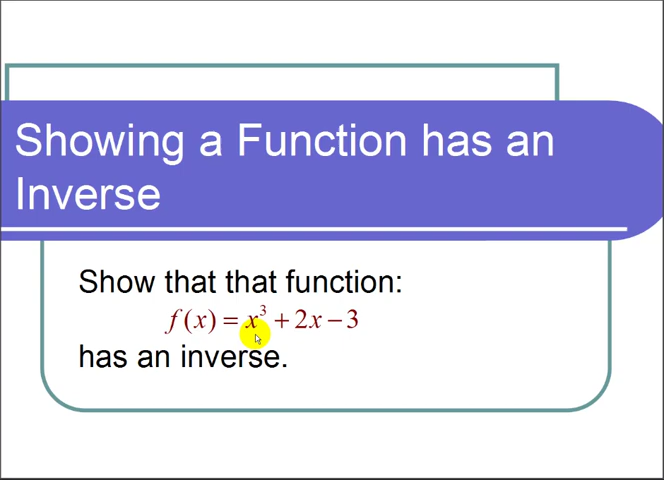 Showing a Function has an
Inverse
Show that that function:
f(x) = x³ + 2x − 3
has an inverse.